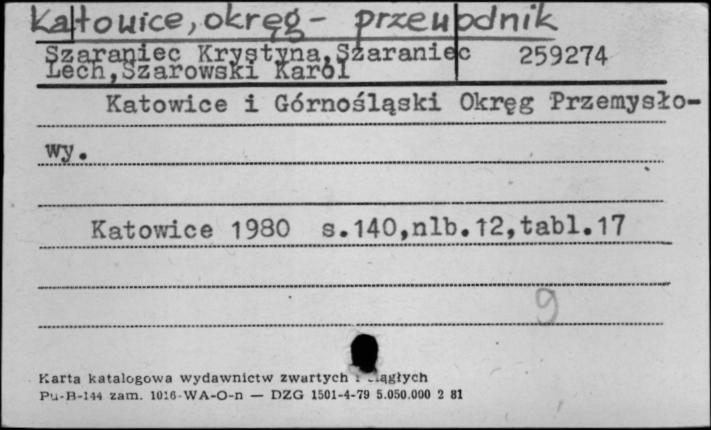 Katowice, okręg - przewodnik
Szaraniec Krystyna, Szaraniec 259274
Lech, Szarowski Karol
Katowice i Górnośląski Okręg Przemysło-
wy.
Katowice 1980 s.140,nlb.12,tabl.17
9
Karta katalogowa wydawnictw zwartych i ciągłych
Pu-B-144 zam. 1016-WA-O-n — DZG 1501-4-79 5.050.000 2 81